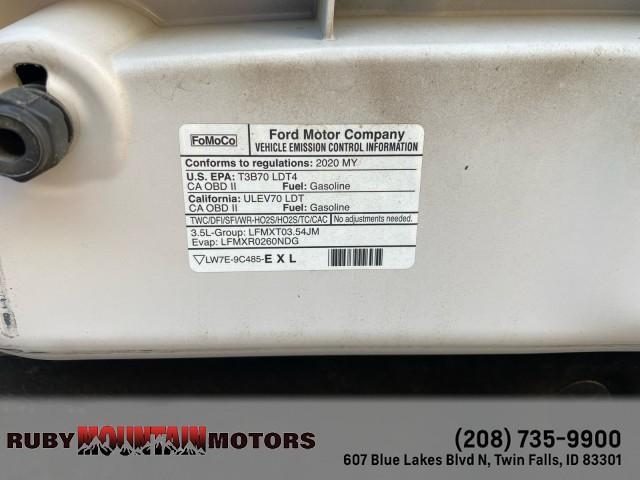 FoMoCo
Ford Motor Company
VEHICLE EMISSION CONTROL INFORMATION
Conforms to regulations: 2020 MY
U.S. EPA: T3B70 LDT4
CA OBD II Fuel: Gasoline
California: ULEV70 LDT
CA OBD II Fuel: Gasoline
TWC/DFI/SFI/WR-HO2S/HO2S/TC/CAC No adjustments needed.
3.5L-Group: LFMXT03.54JM
Evap: LFMXR0260NDG
LW7E-9C485-E X L
RUBY MOUNTAIN MOTORS
(208) 735-9900
607 Blue Lakes Blvd N, Twin Falls, ID 83301